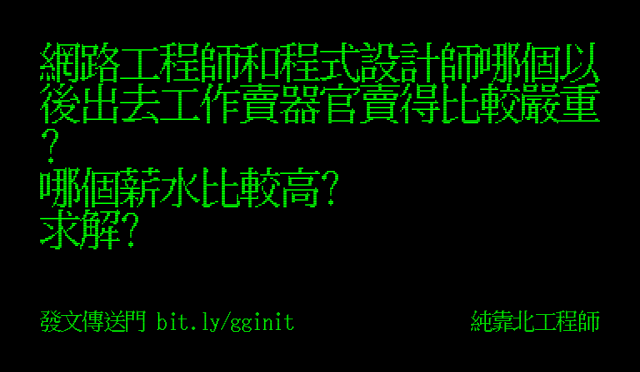 網路工程師和程式設計師哪個以
後出去工作賣器官賣得比較嚴重
?
哪個薪水比較高?
求解?
發文傳送門 bit.ly/gginit
純靠北工程師